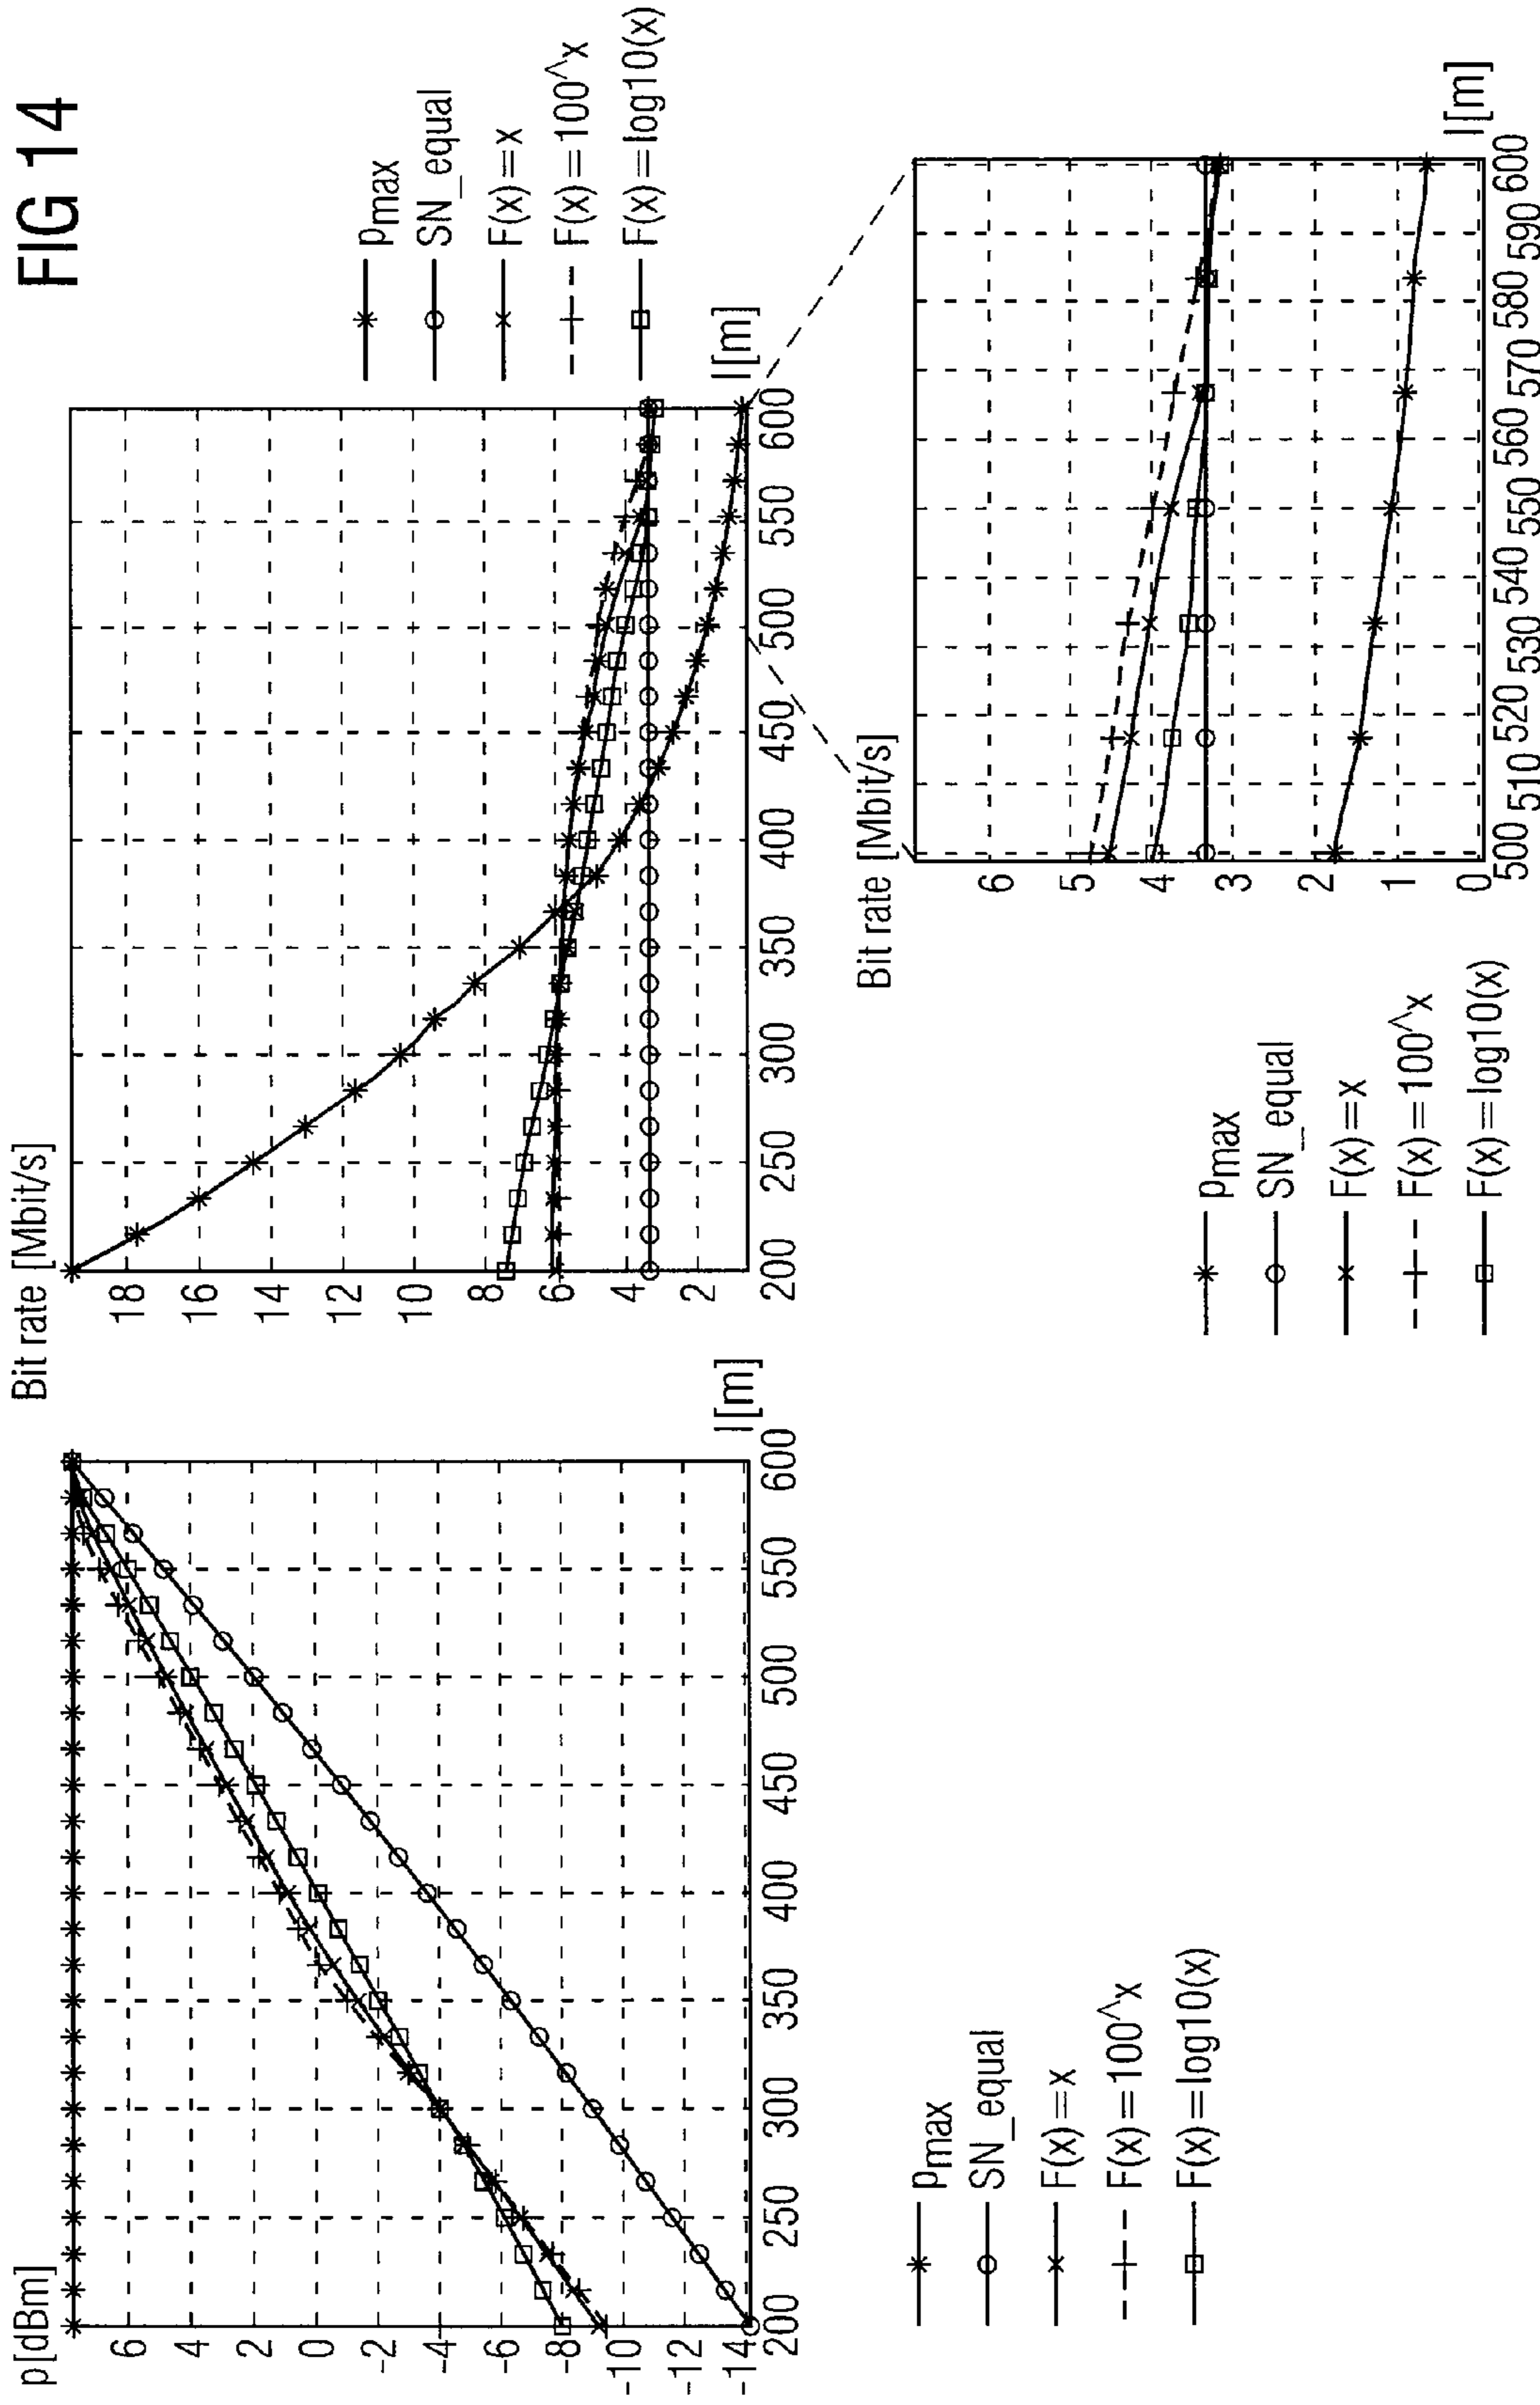 FIG 14
p[dBm]
6
4
2
0
-2
-4
-6
-8
-10
-12
-14
200 250 300 350 400 450 500 550 600
l[m]
pmax
SN_equal
F(x)=x
F(x)=100^x
F(x)=log10(x)
Bit rate [Mbit/s]
18
16
14
12
10
8
6
4
2
200 250 300 350 400 450 500 550 600
l[m]
pmax
SN_equal
F(x)=x
F(x)=100^x
F(x)=log10(x)
Bit rate [Mbit/s]
6
5
4
3
2
1
0
500 510 520 530 540 550 560 570 580 590 600
l[m]
pmax
SN_equal
F(x)=x
F(x)=100^x
F(x)=log10(x)